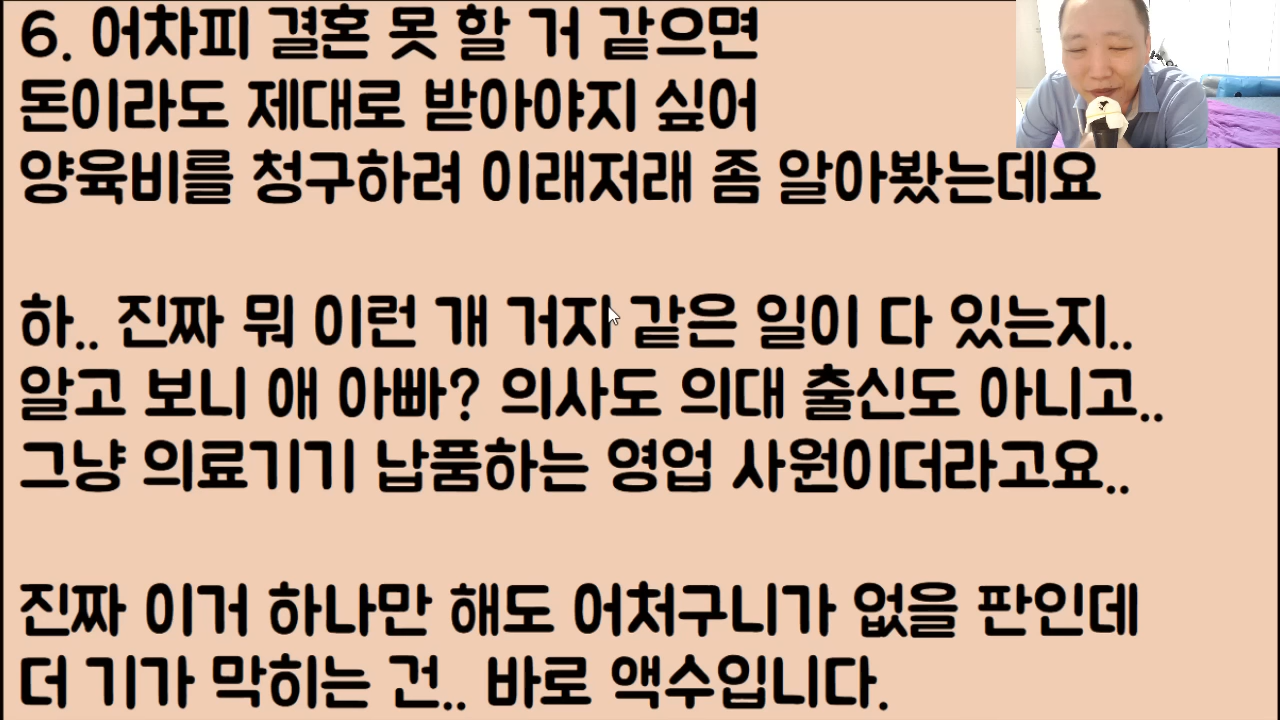 6. 어차피 결혼 못 할 거 같으면
돈이라도 제대로 받아야지 싶어
양육비를 청구하려 이래저래 좀 알아봤는데요
하.. 진짜 뭐 이런 개 거자 같은 일이 다 있는지..
알고 보니 애 아빠? 의사도 의대 출신도 아니고..
그냥 의료기기 납품하는 영업 사원이더라고요..
진짜 이거 하나만 해도 어처구니가 없을 판인데
더 기가 막히는 건.. 바로 액수입니다.